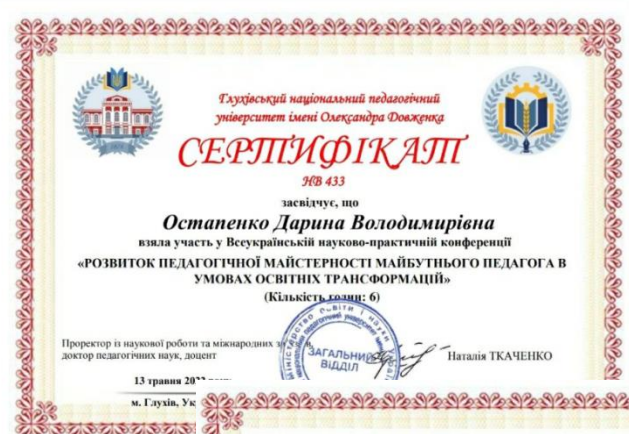 Глухівський національний педагогічний
університет імені Олександра Довженка
СЕРТИФІКАТ
НВ 433
засвідчує, що
Остапенко Дарина Володимирівна
взяла участь у Всеукраїнській науково-практичній конференції
«РОЗВИТОК ПЕДАГОГІЧНОЇ МАЙСТЕРНОСТІ МАЙБУТНЬОГО ПЕДАГОГА В
УМОВАХ ОСВІТНІХ ТРАНСФОРМАЦІЙ»
(Кількість годин: 6)
Проректор із наукової роботи та міжнародних
доктор педагогічних наук, доцент
ЗАГАЛЬНИЙ
ВІДДІЛ
Наталія ТКАЧЕНКО
13 травня
м. Глухів,